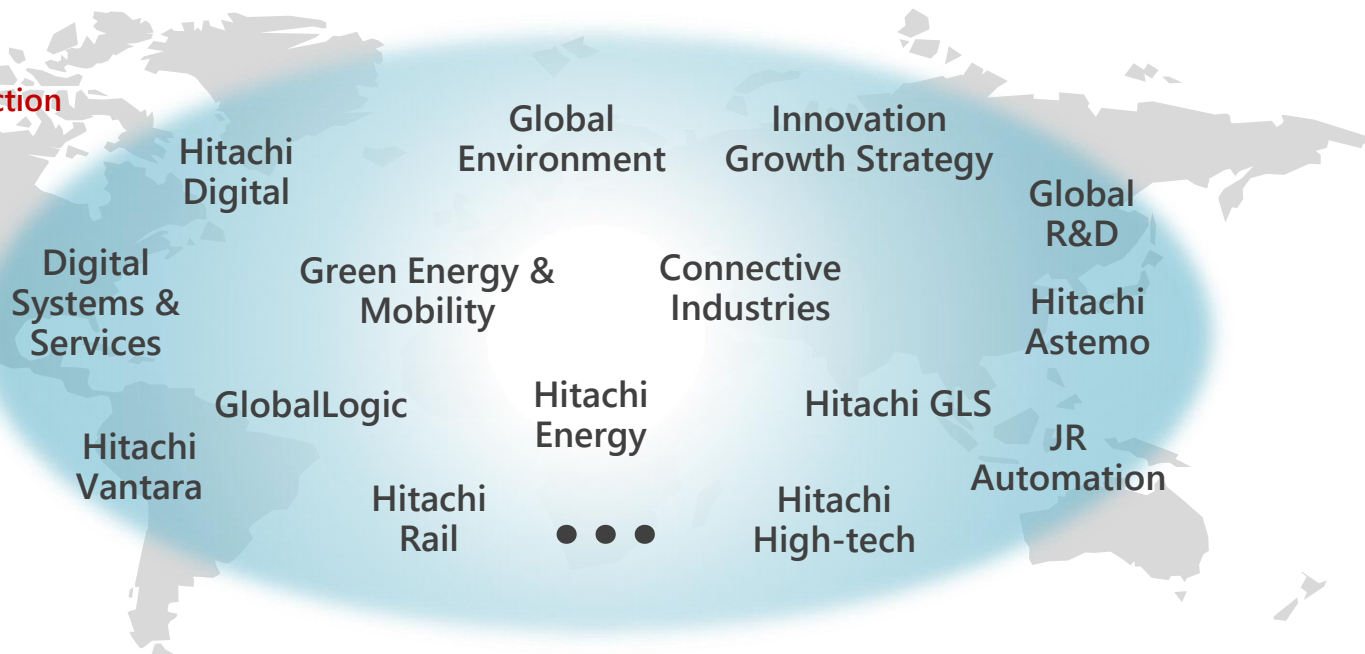 Global
Environment
Innovation
Growth Strategy
Hitachi
Digital
Global
R&D
Digital
Systems &
Services
Green Energy &
Mobility
Connective
Industries
Hitachi
Astemo
GlobalLogic
Hitachi
Energy
Hitachi GLS
Hitachi
Vantara
JR
Automation
Hitachi
Rail
● ● ●
Hitachi
High-tech